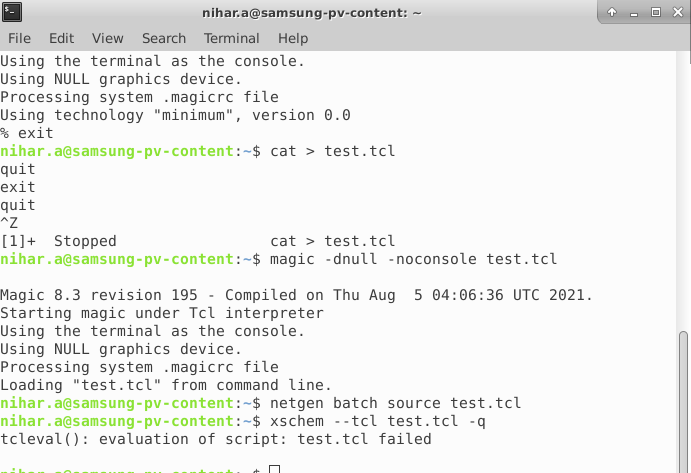 nihar.a@samsung-pv-content: ~
File Edit View Search Terminal Help
Using the terminal as the console.
Using NULL graphics device.
Processing system .magicrc file
Using technology "minimum", version 0.0
% exit
nihar.a@samsung-pv-content:~$ cat > test.tcl
quit
exit
quit
^Z
[1]+  Stopped                 cat > test.tcl
nihar.a@samsung-pv-content:~$ magic -dnull -noconsole test.tcl

Magic 8.3 revision 195 - Compiled on Thu Aug  5 04:06:36 UTC 2021.
Starting magic under Tcl interpreter
Using the terminal as the console.
Using NULL graphics device.
Processing system .magicrc file
Loading "test.tcl" from command line.
nihar.a@samsung-pv-content:~$ netgen batch source test.tcl
nihar.a@samsung-pv-content:~$ xschem --tcl test.tcl -q
tcleval(): evaluation of script: test.tcl failed

nihar.a@samsung-pv-content:~$